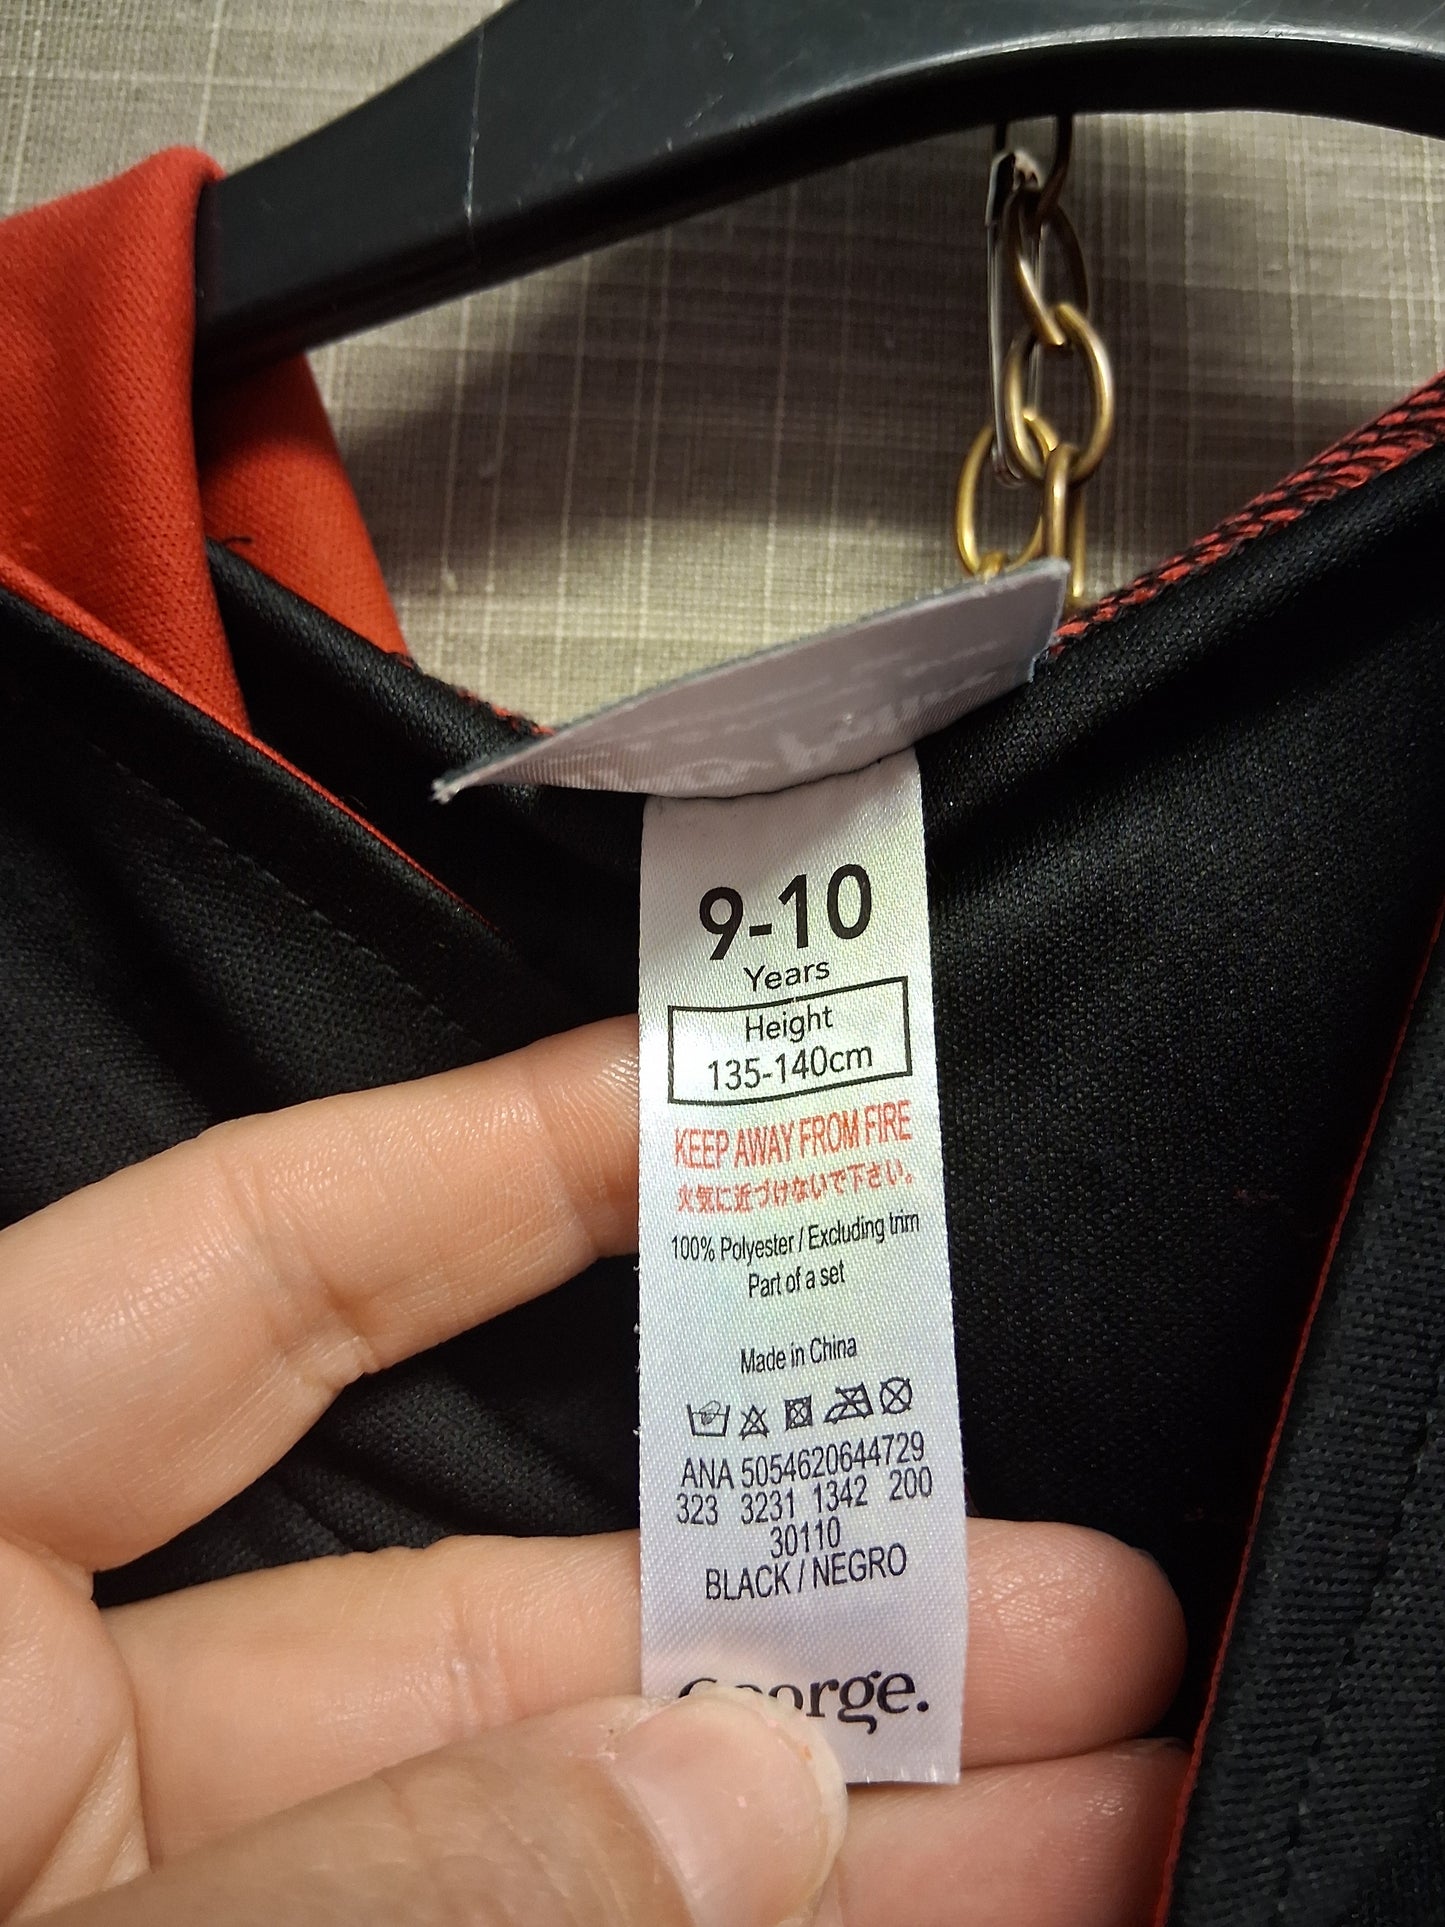 9-10
Years
Height
135-140cm
KEEP AWAY FROM FIRE
火気に近づけないで下さい。
100% Polyester / Excluding trim
Part of a set
Made in China
ANA 5054620644729
323 3231 1342 200
30110
BLACK / NEGRO
George.